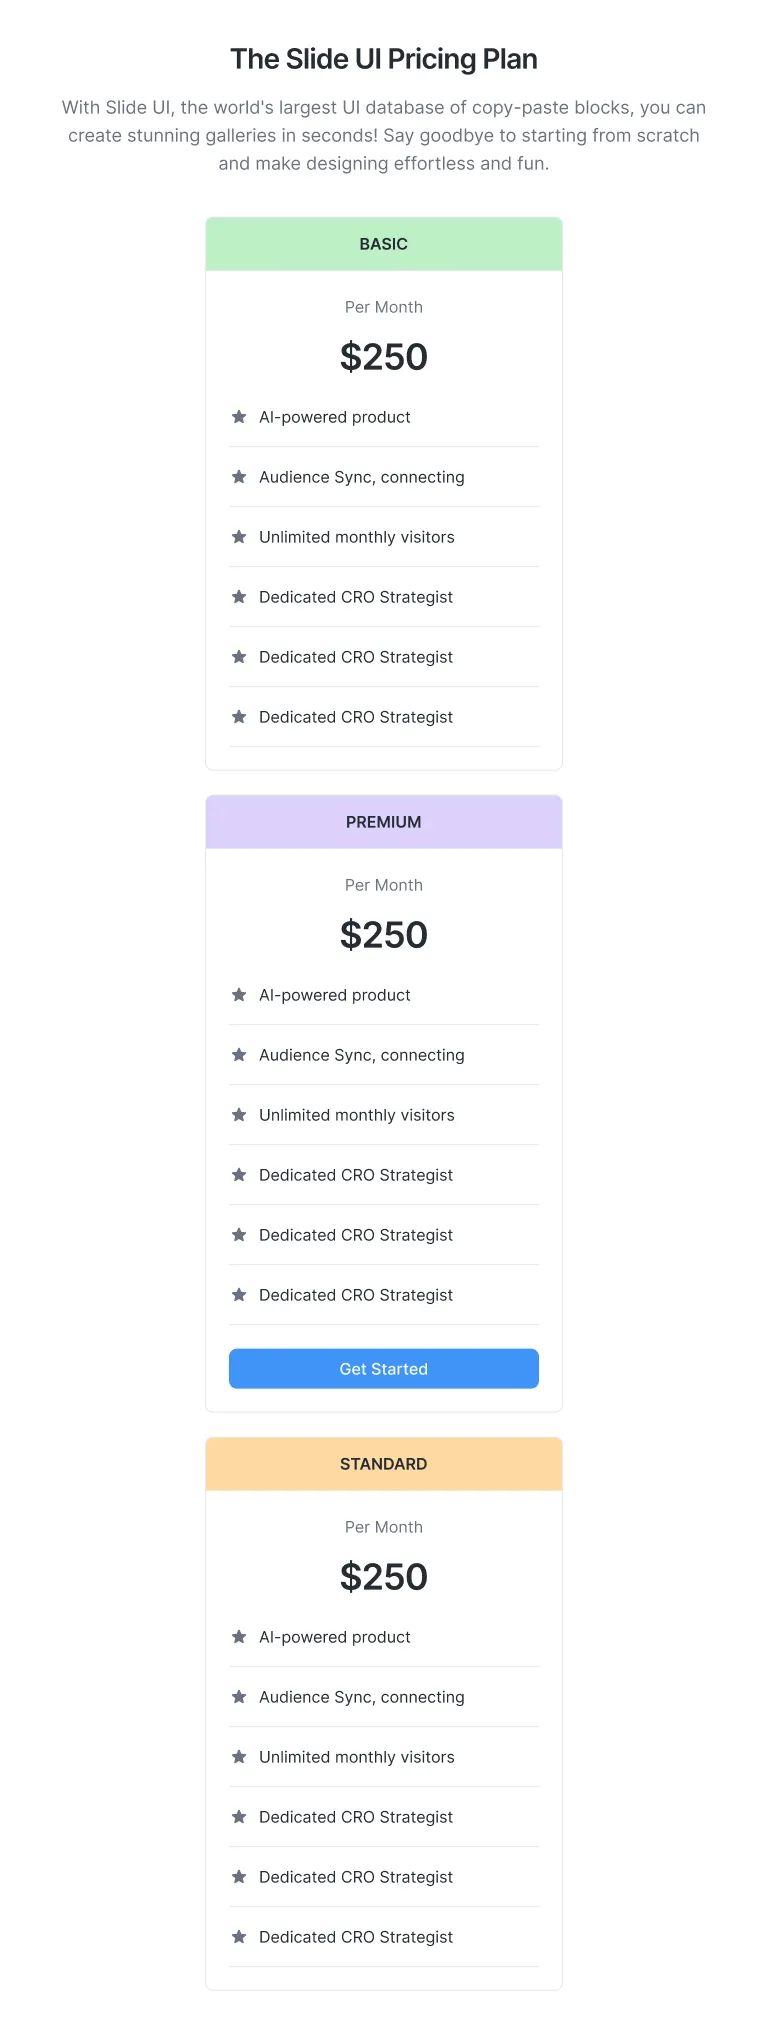 The Slide UI Pricing Plan
With Slide UI, the world's largest UI database of copy-paste blocks, you can
create stunning galleries in seconds! Say goodbye to starting from scratch
and make designing effortless and fun.
BASIC
Per Month
$250
AI-powered product
Audience Sync, connecting
Unlimited monthly visitors
Dedicated CRO Strategist
Dedicated CRO Strategist
Dedicated CRO Strategist
PREMIUM
Per Month
$250
AI-powered product
Audience Sync, connecting
Unlimited monthly visitors
Dedicated CRO Strategist
Dedicated CRO Strategist
Dedicated CRO Strategist
Get Started
STANDARD
Per Month
$250
AI-powered product
Audience Sync, connecting
Unlimited monthly visitors
Dedicated CRO Strategist
Dedicated CRO Strategist
Dedicated CRO Strategist